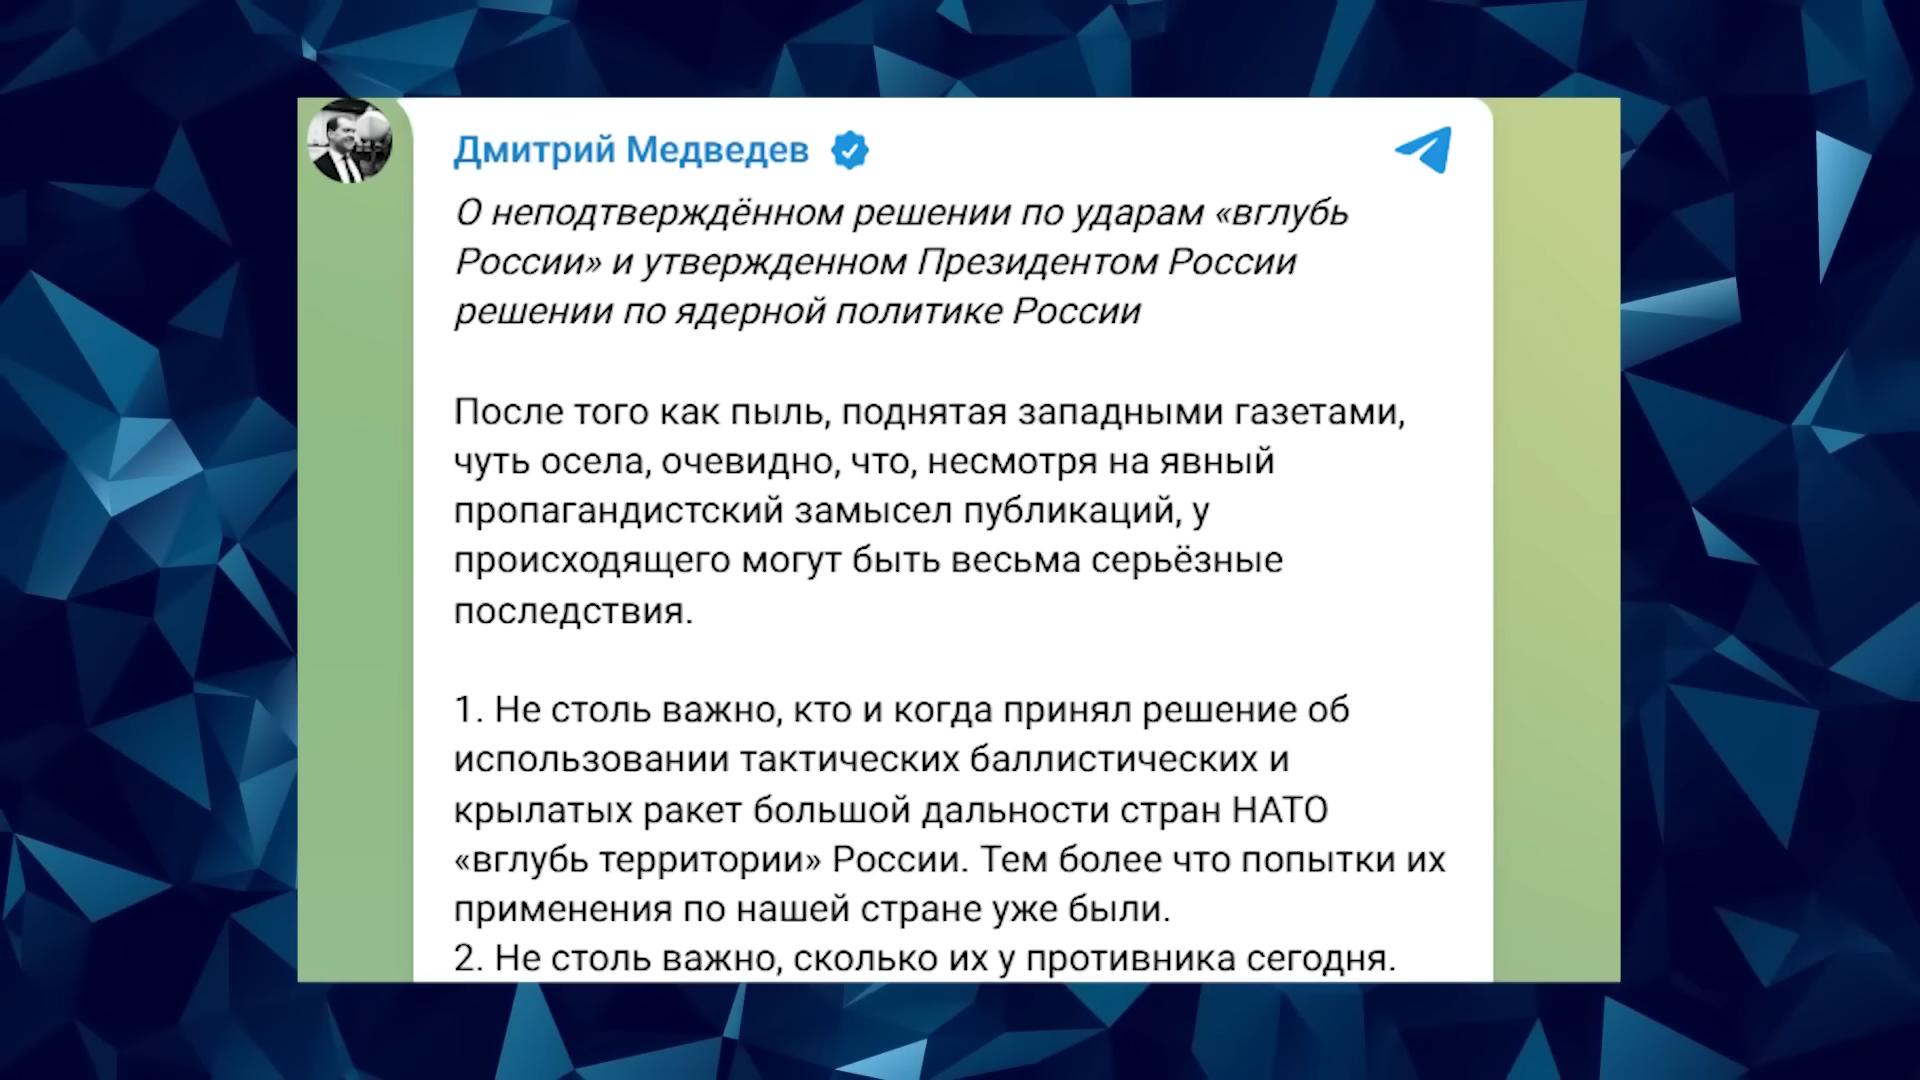 Дмитрий Медведев
О неподтверждённом решении по ударам «вглубь
России» и утвержденном Президентом России
решении по ядерной политике России
После того как пыль, поднятая западными газетами,
чуть осела, очевидно, что, несмотря на явный
пропагандистский замысел публикаций, у
происходящего могут быть весьма серьёзные
последствия.
1. Не столь важно, кто и когда принял решение об
использовании тактических баллистических и
крылатых ракет большой дальности стран НАТО
«вглубь территории» России. Тем более что попытки их
применения по нашей стране уже были.
2. Не столь важно, сколько их у противника сегодня.